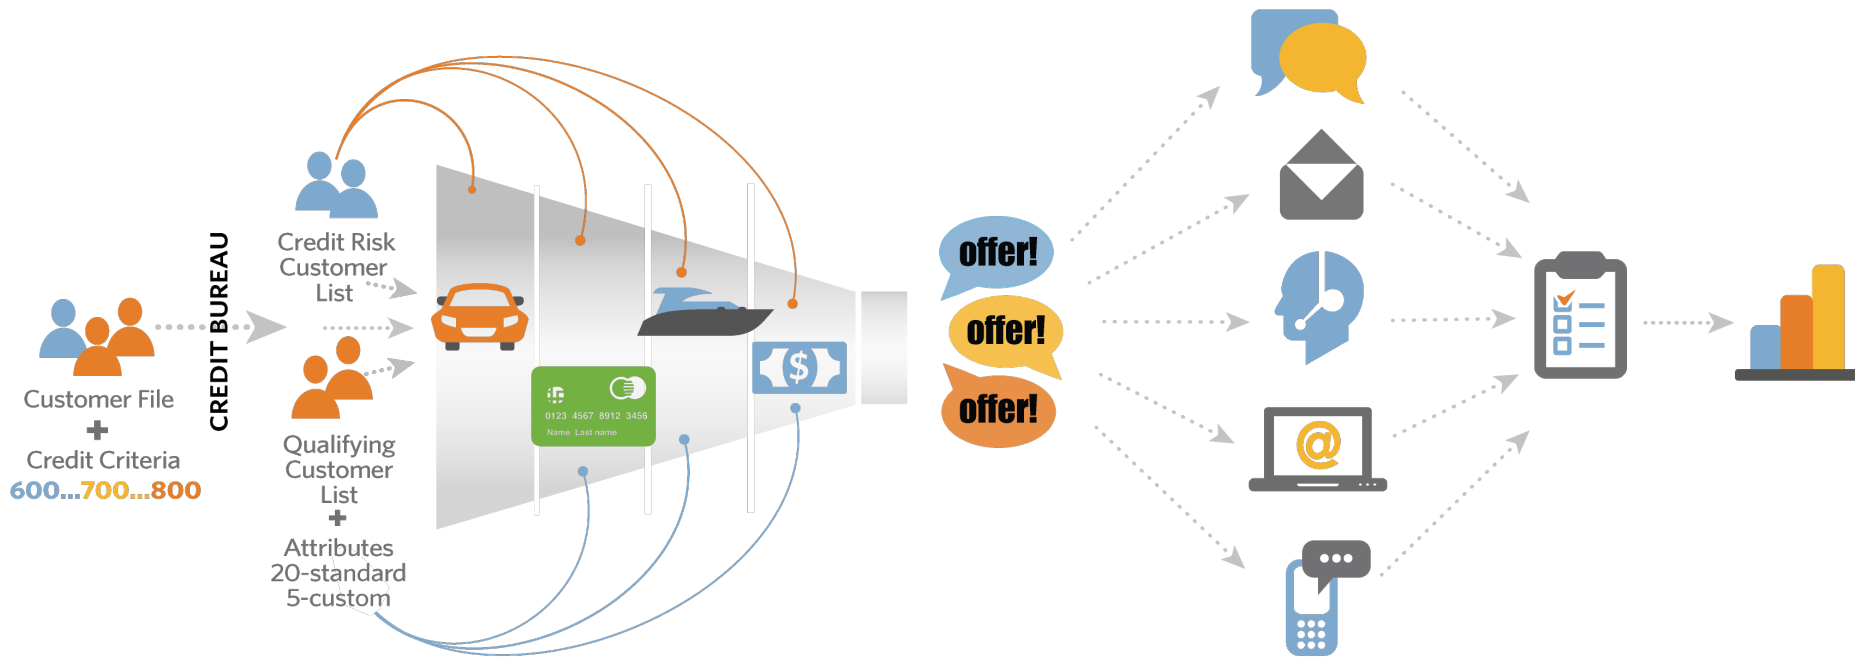 Customer File
+
Credit Criteria
600...700...800
CREDIT BUREAU
Credit Risk
Customer
List
Qualifying
Customer
List
+
Attributes
20-standard
5-custom
0123 4567 8912 3456
Name Last name
$
offer!
offer!
offer!
@